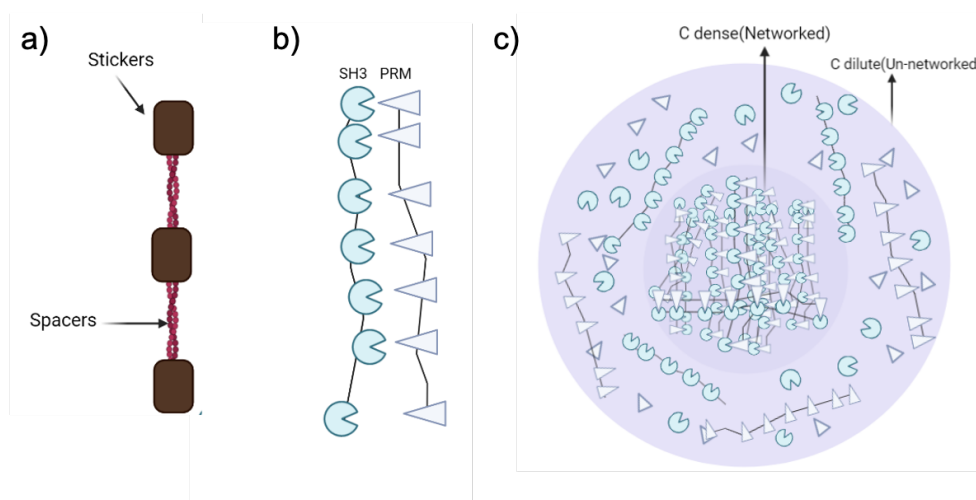 a)
Stickers
Spacers
b)
SH3 PRM
c)
C dense(Networked)
C dilute(Un-networked